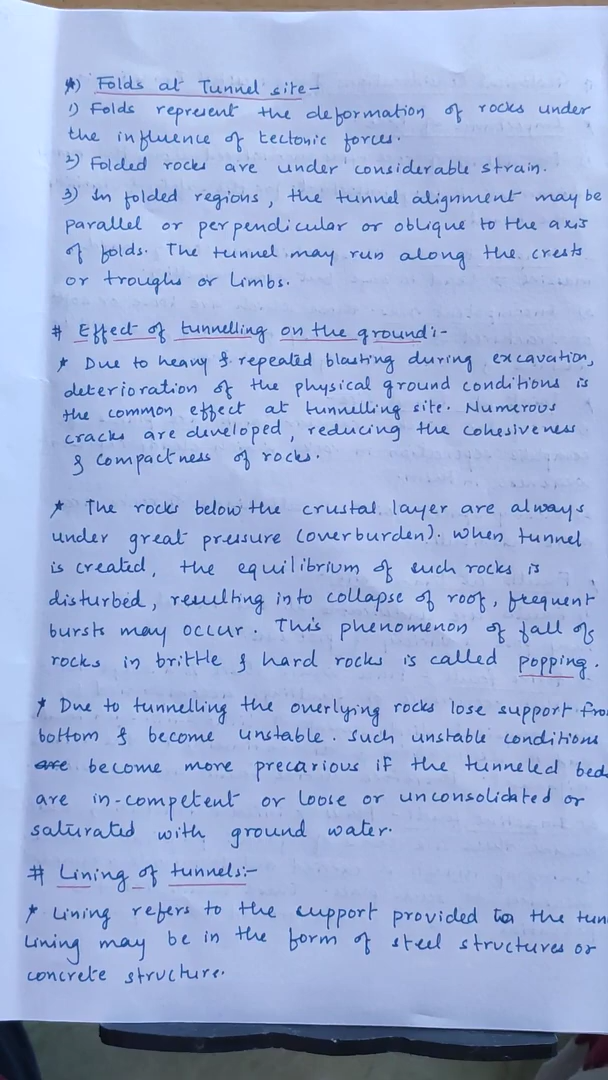 *) Folds at Tunnel site-
1) Folds represent the deformation of rocks under
the influence of tectonic forces.
2) Folded rocks are under considerable strain.
3) In folded regions, the tunnel alignment may be
parallel or perpendicular or oblique to the axis
of folds. The tunnel may run along the crests
or troughs or limbs.
# Effect of tunnelling on the ground:-
* Due to heavy & repeated blasting during excavation,
deterioration of the physical ground conditions is
the common effect at tunnelling site. Numerous
cracks are developed, reducing the cohesiveness
& compactness of rocks.
* The rocks below the crustal layer are always
under great pressure (overburden). when tunnel
is created, the equilibrium of such rocks is
disturbed, resulting into collapse of roof, frequent
bursts may occur. This phenomenon of fall of
rocks in brittle & hard rocks is called popping.
* Due to tunnelling the overlying rocks lose support fro
bottom & become unstable. such unstable conditions
are become more precarious if the tunneled bed
are in-competent or loose or unconsolidated or
saturated with ground water.
# Lining of tunnels:-
* Lining refers to the support provided to the tun
Lining may be in the form of steel structures or
concrete structure.